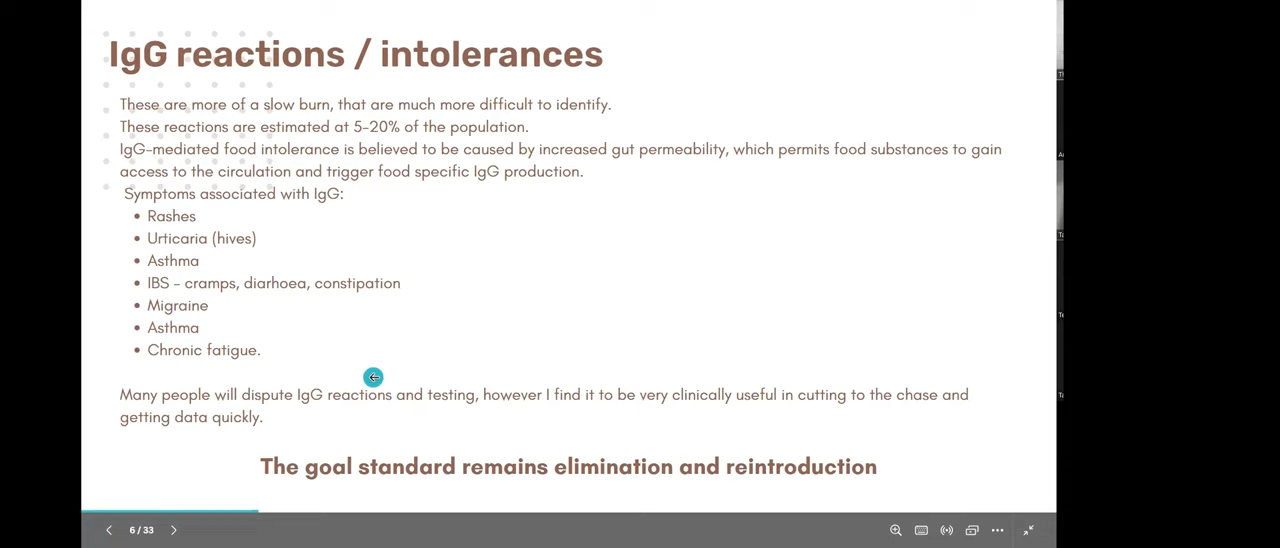 IgG reactions / intolerances
These are more of a slow burn, that are much more difficult to identify.
These reactions are estimated at 5-20% of the population.
IgG-mediated food intolerance is believed to be caused by increased gut permeability, which permits food substances to gain
access to the circulation and trigger food specific IgG production.
Symptoms associated with IgG:
• Rashes
• Urticaria (hives)
• Asthma
• IBS - cramps, diarhoea, constipation
• Migraine
• Asthma
• Chronic fatigue.
Many people will dispute IgG reactions and testing, however I find it to be very clinically useful in cutting to the chase and
getting data quickly.
The goal standard remains elimination and reintroduction
6 / 33